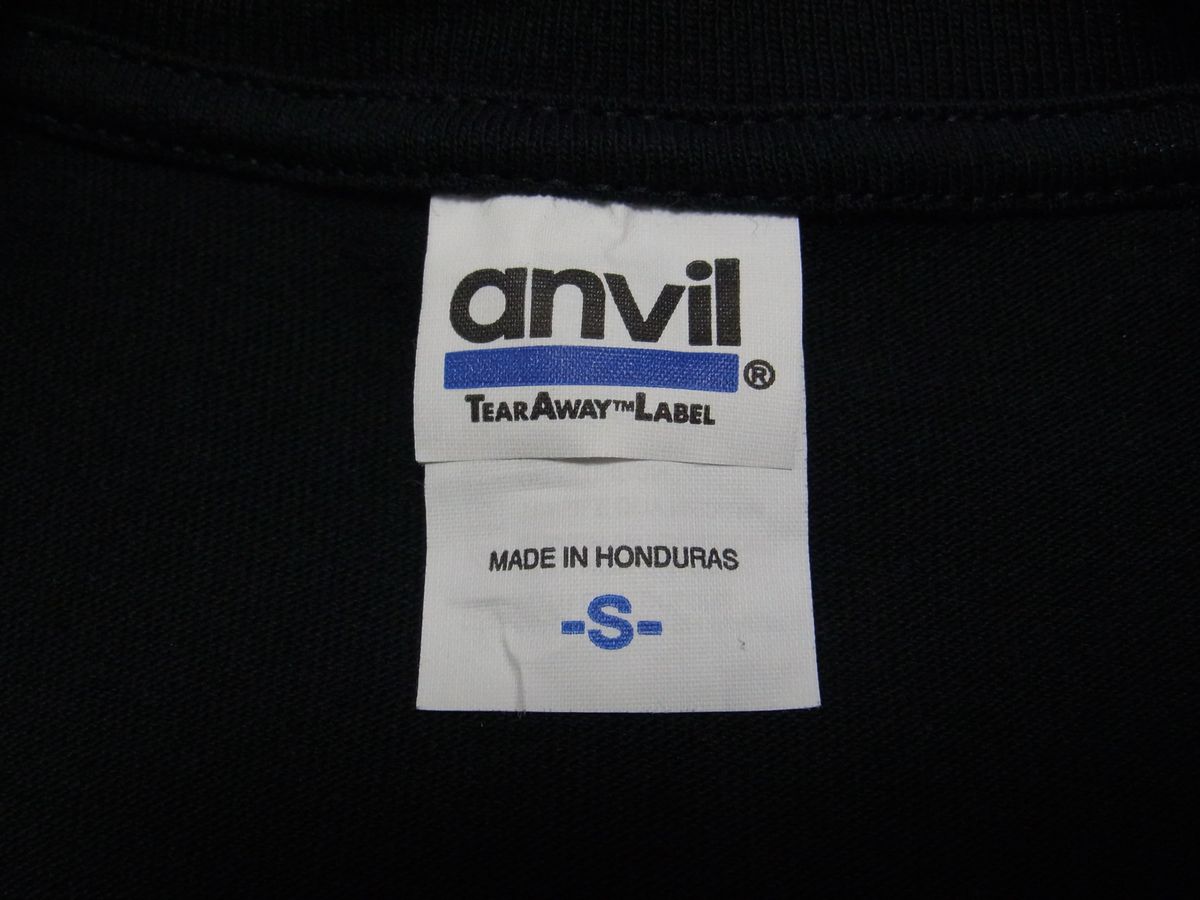 anvil
®
TEARAWAY™LABEL
MADE IN HONDURAS
-S-